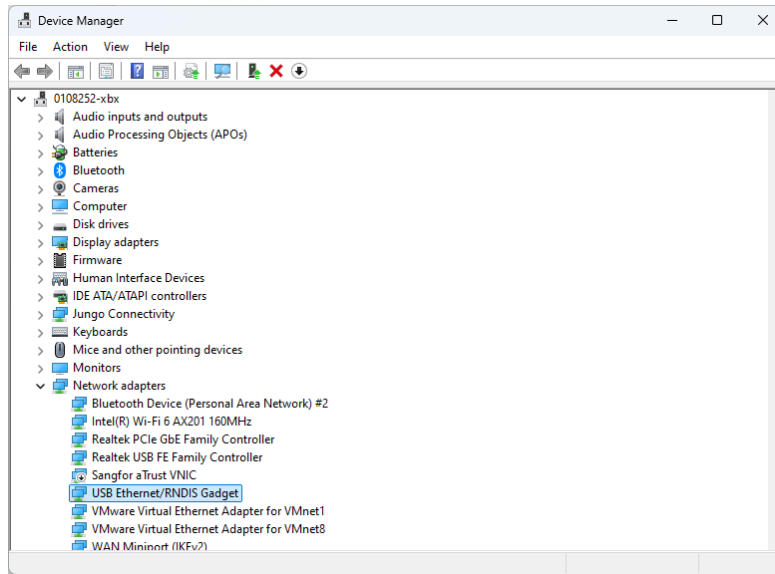 Device Manager
File Action View Help
0108252-xbx
Audio inputs and outputs
Audio Processing Objects (APOs)
Batteries
Bluetooth
Cameras
Computer
Disk drives
Display adapters
Firmware
Human Interface Devices
IDE ATA/ATAPI controllers
Jungo Connectivity
Keyboards
Mice and other pointing devices
Monitors
Network adapters
Bluetooth Device (Personal Area Network) #2
Intel(R) Wi-Fi 6 AX201 160MHz
Realtek PCIe GbE Family Controller
Realtek USB FE Family Controller
Sangfor aTrust VNIC
USB Ethernet/RNDIS Gadget
VMware Virtual Ethernet Adapter for VMnet1
VMware Virtual Ethernet Adapter for VMnet8
WAN Miniport (IKEv2)